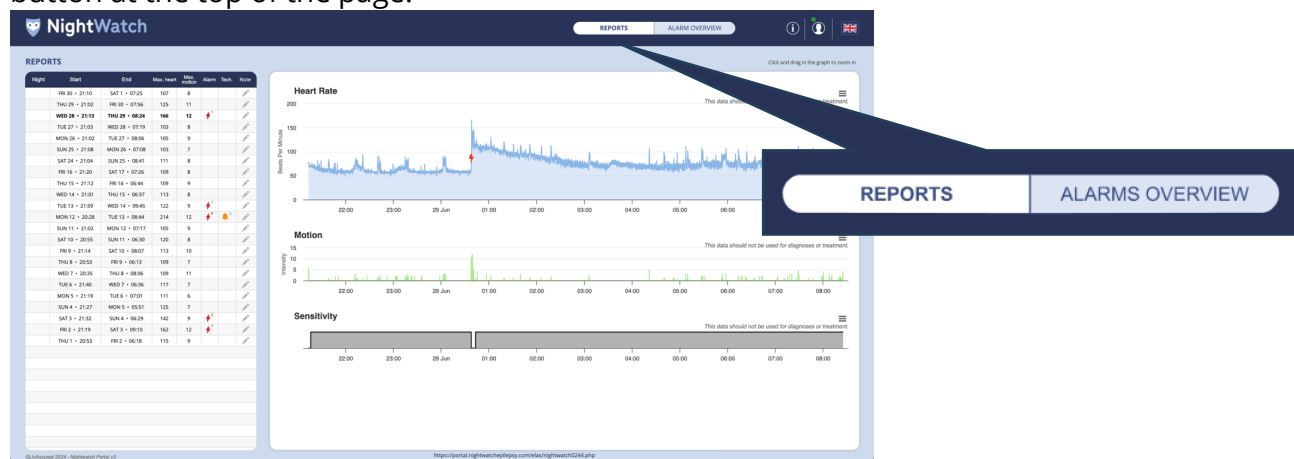 button at the top of the page.
NightWatch
REPORTS ALARM OVERVIEW
REPORTS
Click and drag in the graph to zoom in
Night Start End Max. heart Max. motion Alarm Tech. Note
FRI 30 • 21:10 SAT 1 • 07:25 107 8
THU 29 • 21:02 FRI 30 • 07:56 125 11
WED 28 • 21:13 THU 29 • 08:24 166 12 1
TUE 27 • 21:03 WED 28 • 07:19 103 8
MON 26 • 21:02 TUE 27 • 08:06 105 9
SUN 25 • 21:08 MON 26 • 07:08 103 7
SAT 24 • 21:04 SUN 25 • 08:41 111 8
FRI 16 • 21:20 SAT 17 • 07:26 109 8
THU 15 • 21:12 FRI 16 • 06:44 109 9
WED 14 • 21:01 THU 15 • 06:37 113 8
TUE 13 • 21:59 WED 14 • 09:45 122 9 1
MON 12 • 20:28 TUE 13 • 08:44 214 12 4 1
SUN 11 • 21:02 MON 12 • 07:17 105 9
SAT 10 • 20:55 SUN 11 • 06:30 120 8
FRI 9 • 21:14 SAT 10 • 08:07 113 10
THU 8 • 20:53 FRI 9 • 06:13 109 7
WED 7 • 20:35 THU 8 • 08:06 109 11
TUE 6 • 21:40 WED 7 • 06:36 117 7
MON 5 • 21:19 TUE 6 • 07:01 111 6
SUN 4 • 21:27 MON 5 • 05:51 125 7
SAT 3 • 21:32 SUN 4 • 06:29 142 9 2
FRI 2 • 21:19 SAT 3 • 09:10 162 12 1
THU 1 • 20:53 FRI 2 • 06:18 115 9
Heart Rate
This data shou or treatment.
Beats Per Minute
200
150
100
50
0
22:00 23:00 29 Jun 01:00 02:00 03:00 04:00 05:00 06:00
REPORTS ALARMS OVERVIEW
Motion
This data should not be used for diagnoses or treatment.
Intensity
15
10
5
0
22:00 23:00 29 Jun 01:00 02:00 03:00 04:00 05:00 06:00 07:00 08:00
Sensitivity
This data should not be used for diagnoses or treatment.
22:00 23:00 29 Jun 01:00 02:00 03:00 04:00 05:00 06:00 07:00 08:00
2024 - Nightwatch Portal v3
https://portal.nightwatchepilepsy.com/elas/nightwatch0244.php